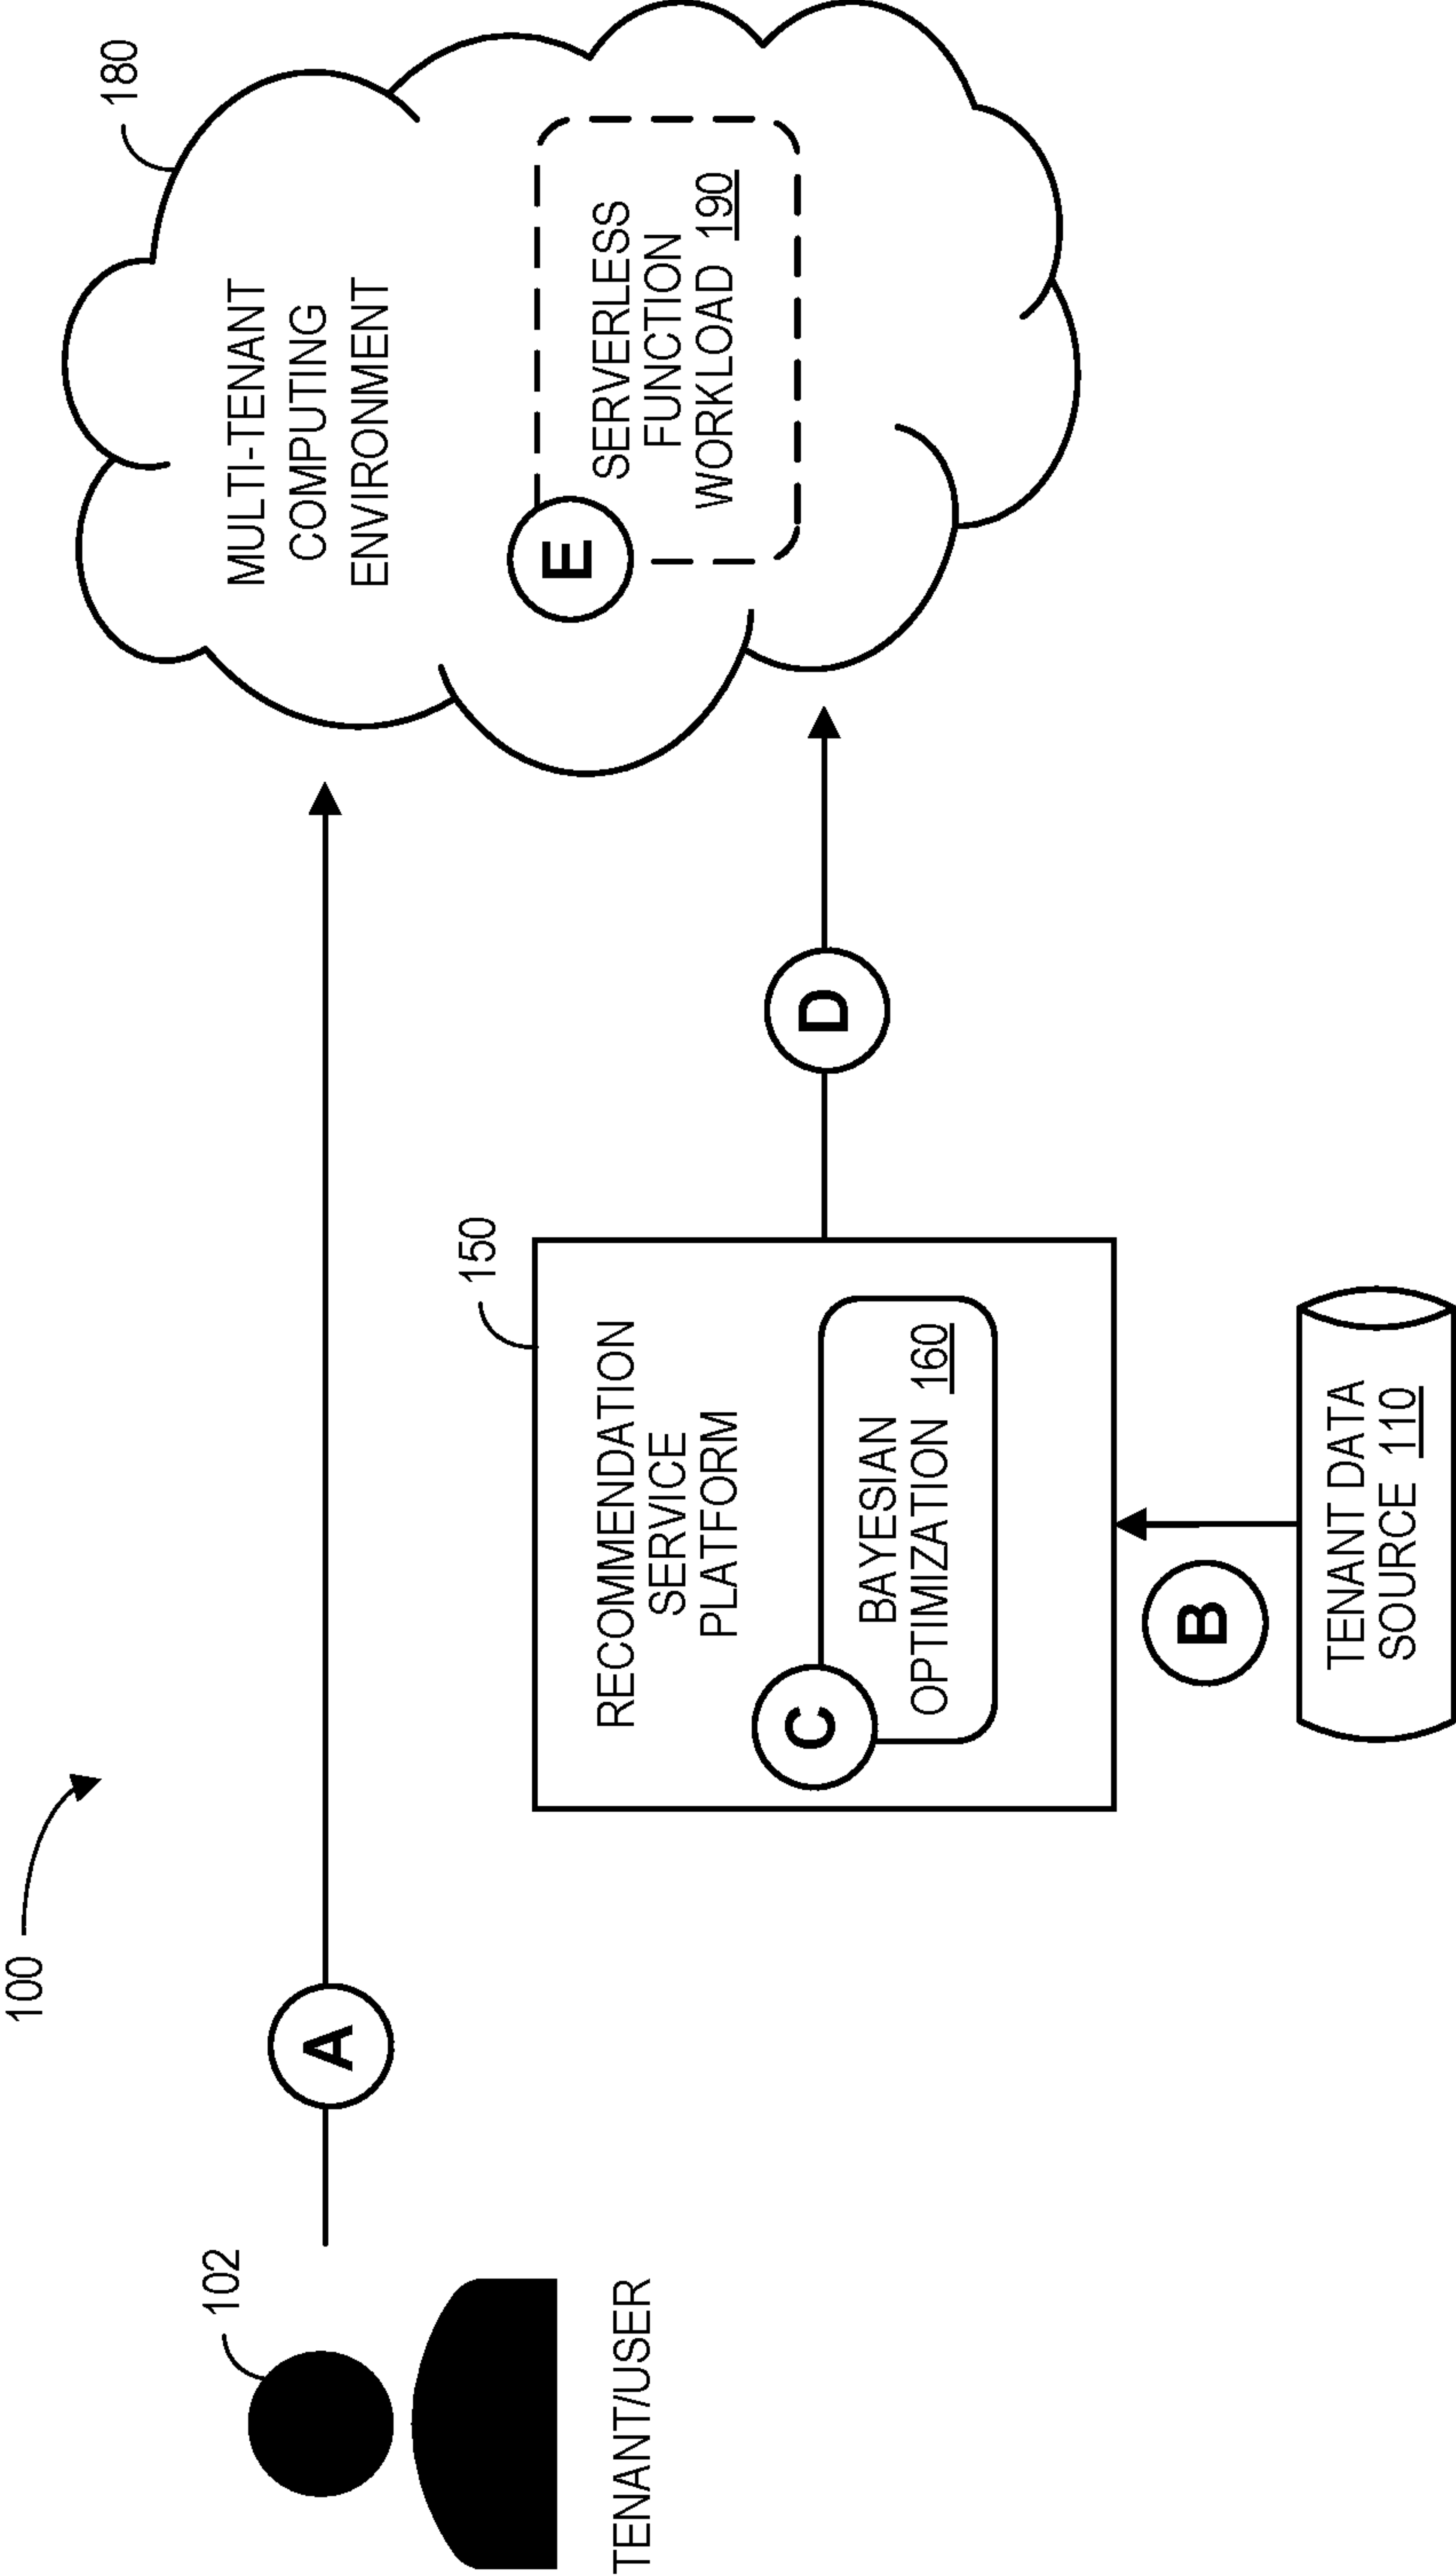 100
102
TENANT/USER
A
180
MULTI-TENANT
COMPUTING
ENVIRONMENT
E
SERVERLESS
FUNCTION
WORKLOAD 190
150
RECOMMENDATION
SERVICE
PLATFORM
C
BAYESIAN
OPTIMIZATION 160
D
B
TENANT DATA
SOURCE 110